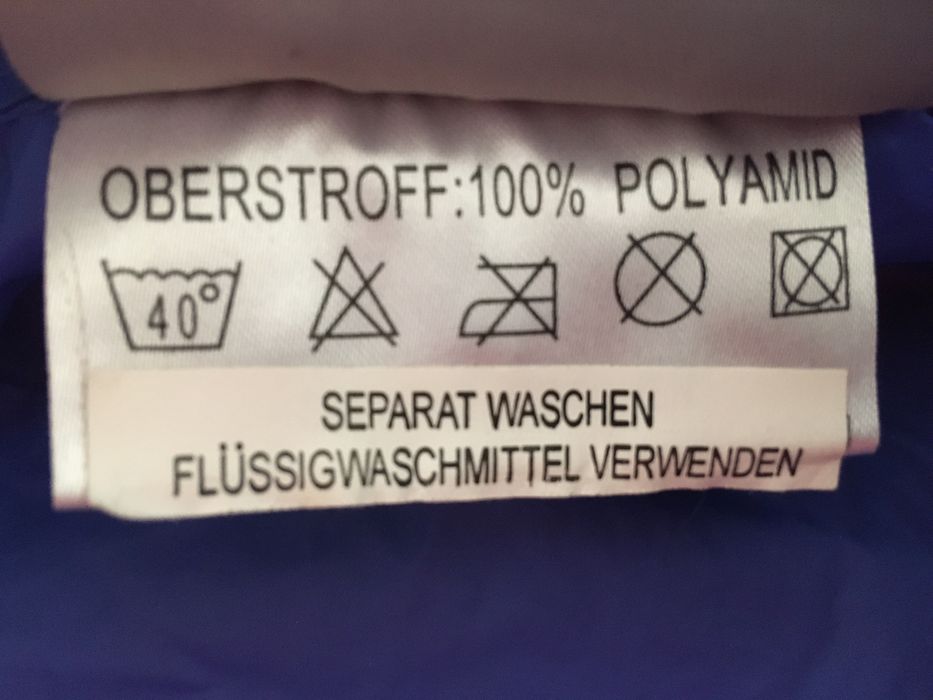 OBERSTROFF:100% POLYAMID
40°
SEPARAT WASCHEN
FLÜSSIGWASCHMITTEL VERWENDEN